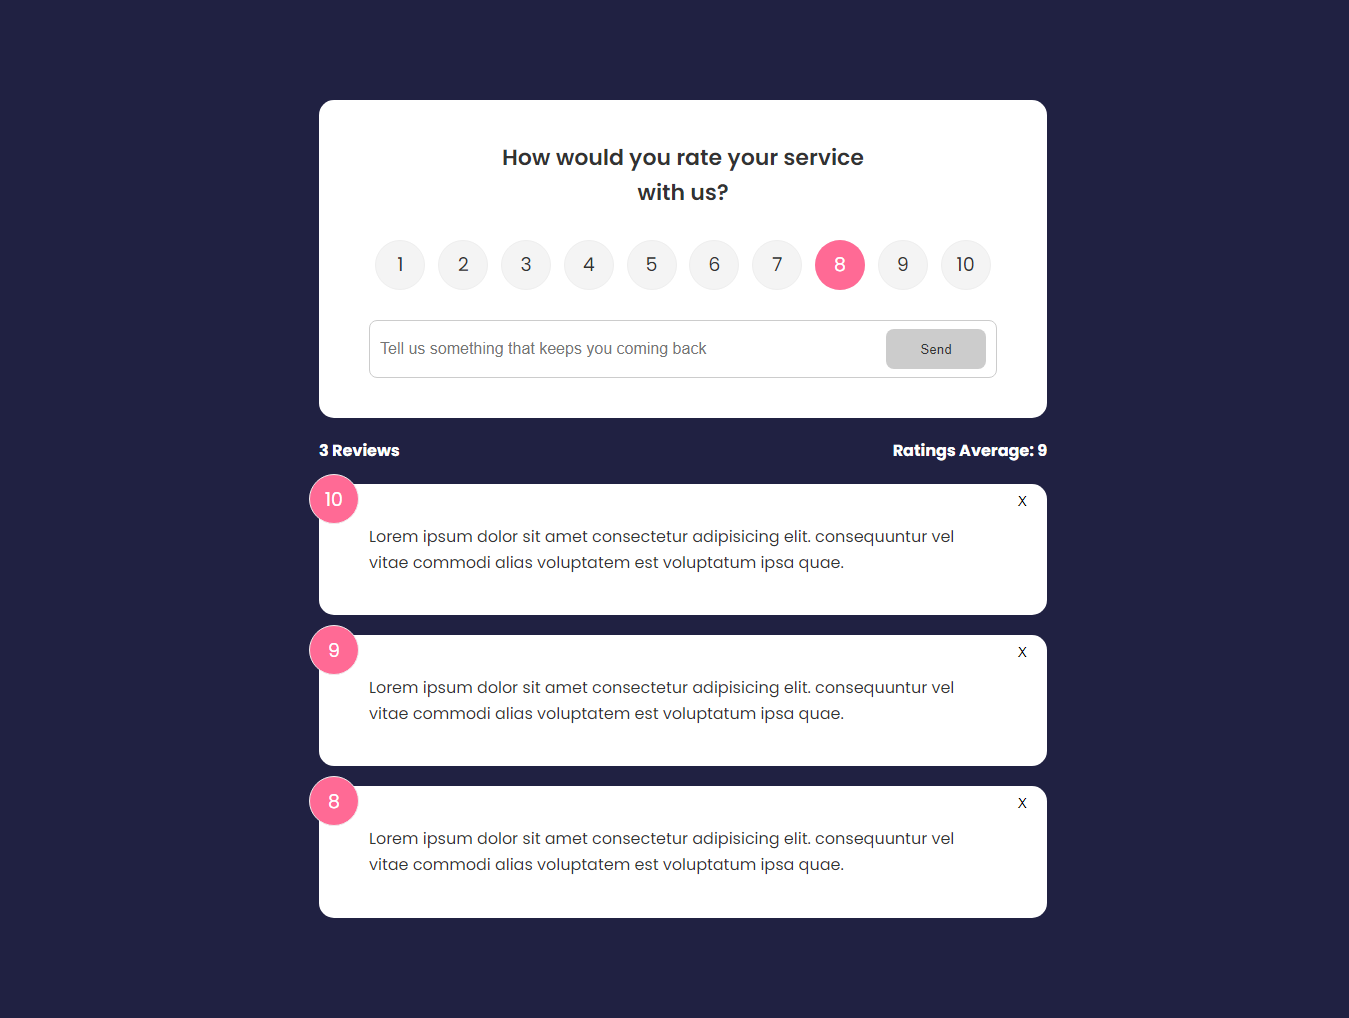 How would you rate your service
with us?
1 2 3 4 5 6 7 8 9 10
Tell us something that keeps you coming back Send
3 Reviews Ratings Average: 9
10 X
Lorem ipsum dolor sit amet consectetur adipisicing elit. consequuntur vel
vitae commodi alias voluptatem est voluptatum ipsa quae.
9 X
Lorem ipsum dolor sit amet consectetur adipisicing elit. consequuntur vel
vitae commodi alias voluptatem est voluptatum ipsa quae.
8 X
Lorem ipsum dolor sit amet consectetur adipisicing elit. consequuntur vel
vitae commodi alias voluptatem est voluptatum ipsa quae.